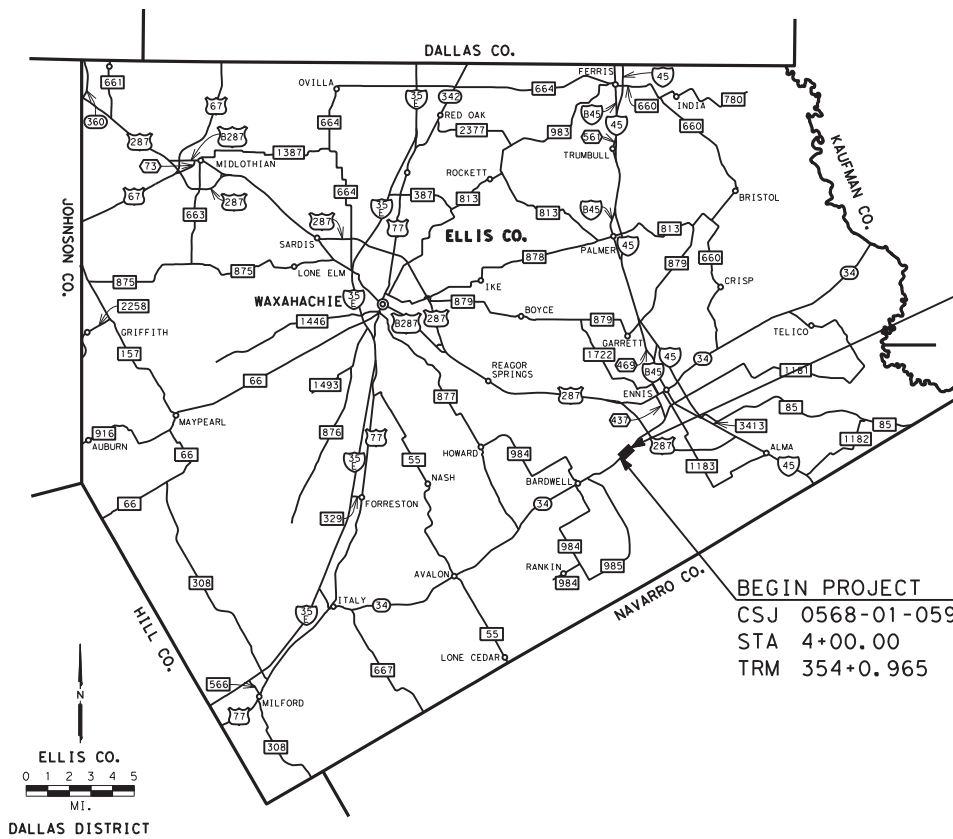 DALLAS CO.
661
67
OVILLA
35
E
342
FERRIS
45
664
RED OAK
B45
660
INDIA
780
360
287
B287
664
2377
983
45
561
660
73
MIDLOTHIAN
1387
TRUMBULL
KAUFMAN CO.
67
287
664
ROCKETT
BRISTOL
JOHNSON CO.
663
287
35
E
387
813
813
B45
77
ELLIS CO.
813
SARDIS
PALMER
45
875
875
LONE ELM
878
879
660
34
2258
WAXAHACHIE
35
E
IKE
CRISP
GRIFFITH
1446
B287
287
879
BOYCE
879
TELICO
157
GARRETT
1722
45
34
66
1493
REAGOR
SPRINGS
469
B45
1181
877
287
ENNIS
MAYPEARL
437
85
916
876
77
3413
85
AUBURN
66
55
HOWARD
984
287
1182
35
E
1183
ALMA
45
66
NASH
BARDWELL
329
FORRESTON
34
308
984
985
AVALON
RANKIN
984
NAVARRO CO.
HILL CO.
35
E
ITALY
34
BEGIN PROJECT
CSJ 0568-01-059
STA 4+00.00
TRM 354+0.965
55
N
LONE CEDAR
566
667
MILFORD
77
308
ELLIS CO.
0 1 2 3 4 5
MI.
DALLAS DISTRICT